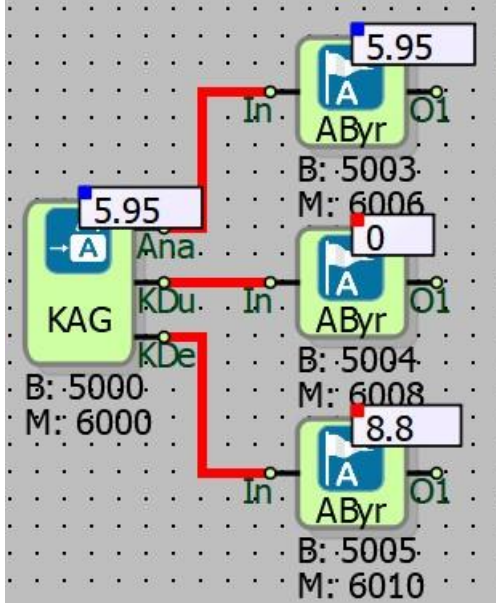 5.95
A
In
O1
AByr
B: 5003
M: 6006
5.95
A
Ana
KDu
KDe
KAG
B: 5000
M: 6000
0
A
In
O1
AByr
B: 5004
M: 6008
8.8
A
In
O1
AByr
B: 5005
M: 6010